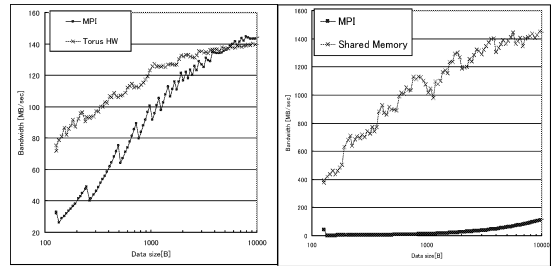 160
140
120
100
80
60
40
20
Bandwidth [MB/sec]
MPI
Torus HW
100
1000
10000
Data size[B]
1600
1400
1200
1000
800
600
400
200
0
Bandwidth [MB/sec]
MPI
Shared Memory
100
1000
10000
Data size[B]